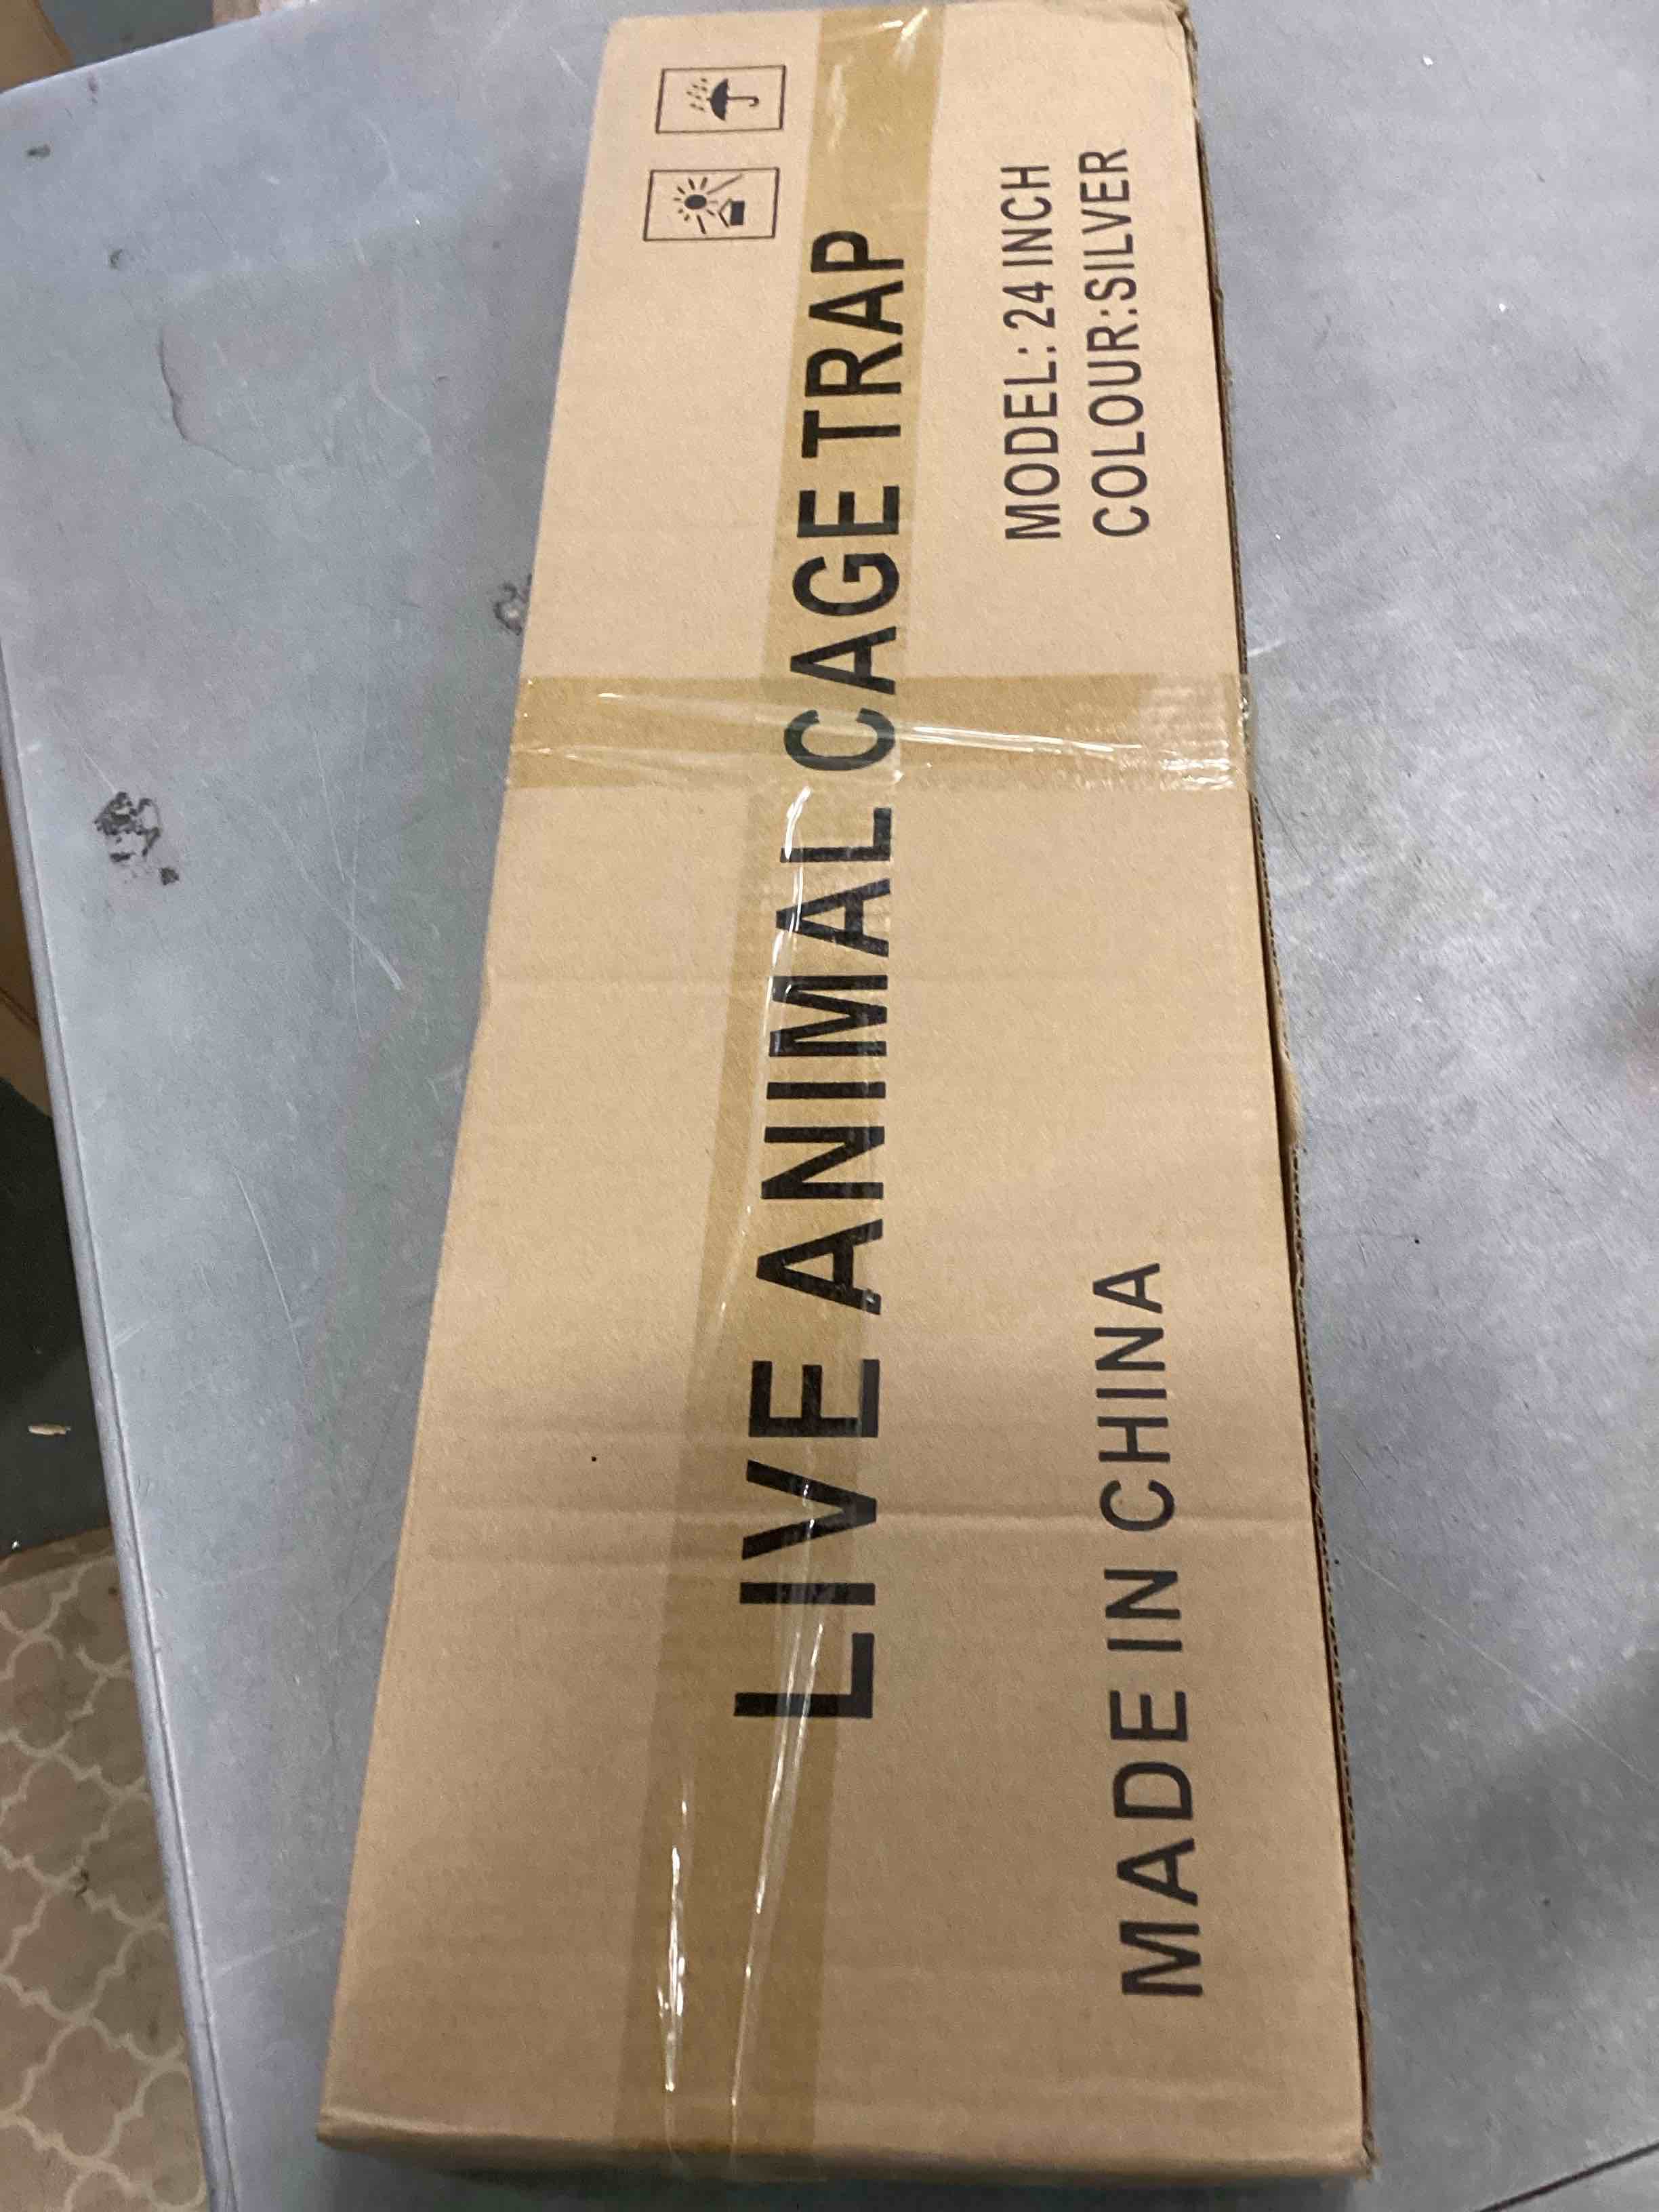 LIVE ANIMAL CAGE TRAP
MODEL: 24 INCH
COLOUR:SILVER
MADE IN CHINA